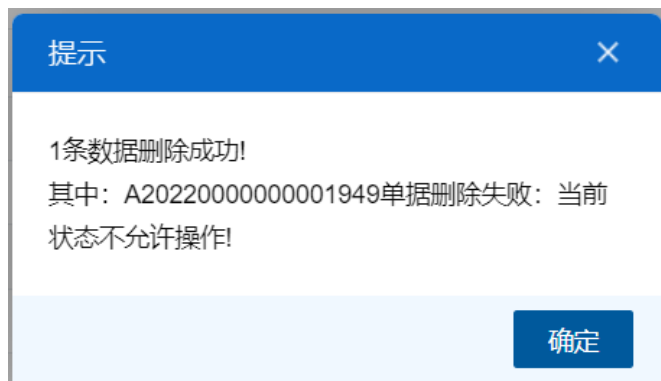 提示
1条数据删除成功!
其中：A20220000000001949单据删除失败：当前
状态不允许操作!
确定